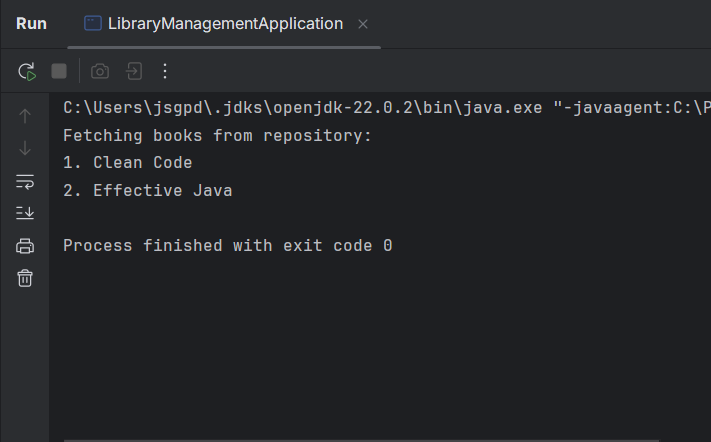 Run LibraryManagementApplication
C:\Users\jsgpd\.jdks\openjdk-22.0.2\bin\java.exe "-javaagent:C:\P
Fetching books from repository:
1. Clean Code
2. Effective Java
Process finished with exit code 0